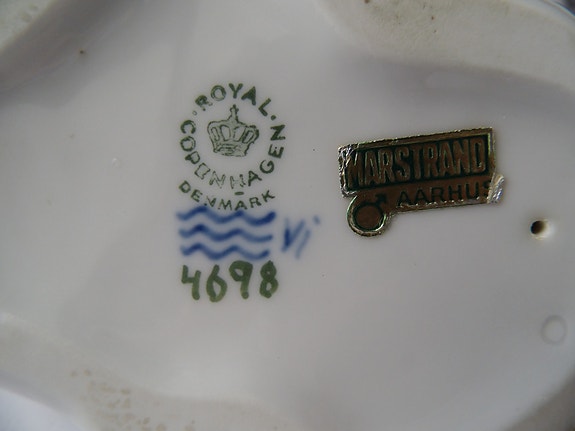 ROYAL
COPENHAGEN
DENMARK
Vi
4698
MARSTRAND
AARHUS